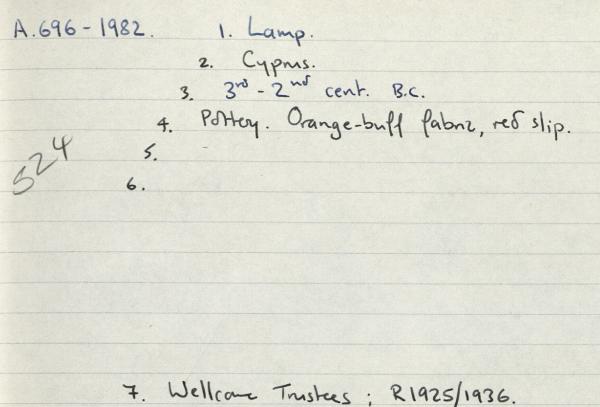 A.696-1982. 1. Lamp.
2. Cyprus.
3. 3rd - 2nd cent. B.C.
4. Pottery. Orange-buff fabric, red slip.
5.
524
6.
7. Wellcome Trustees ; R1925/1936.